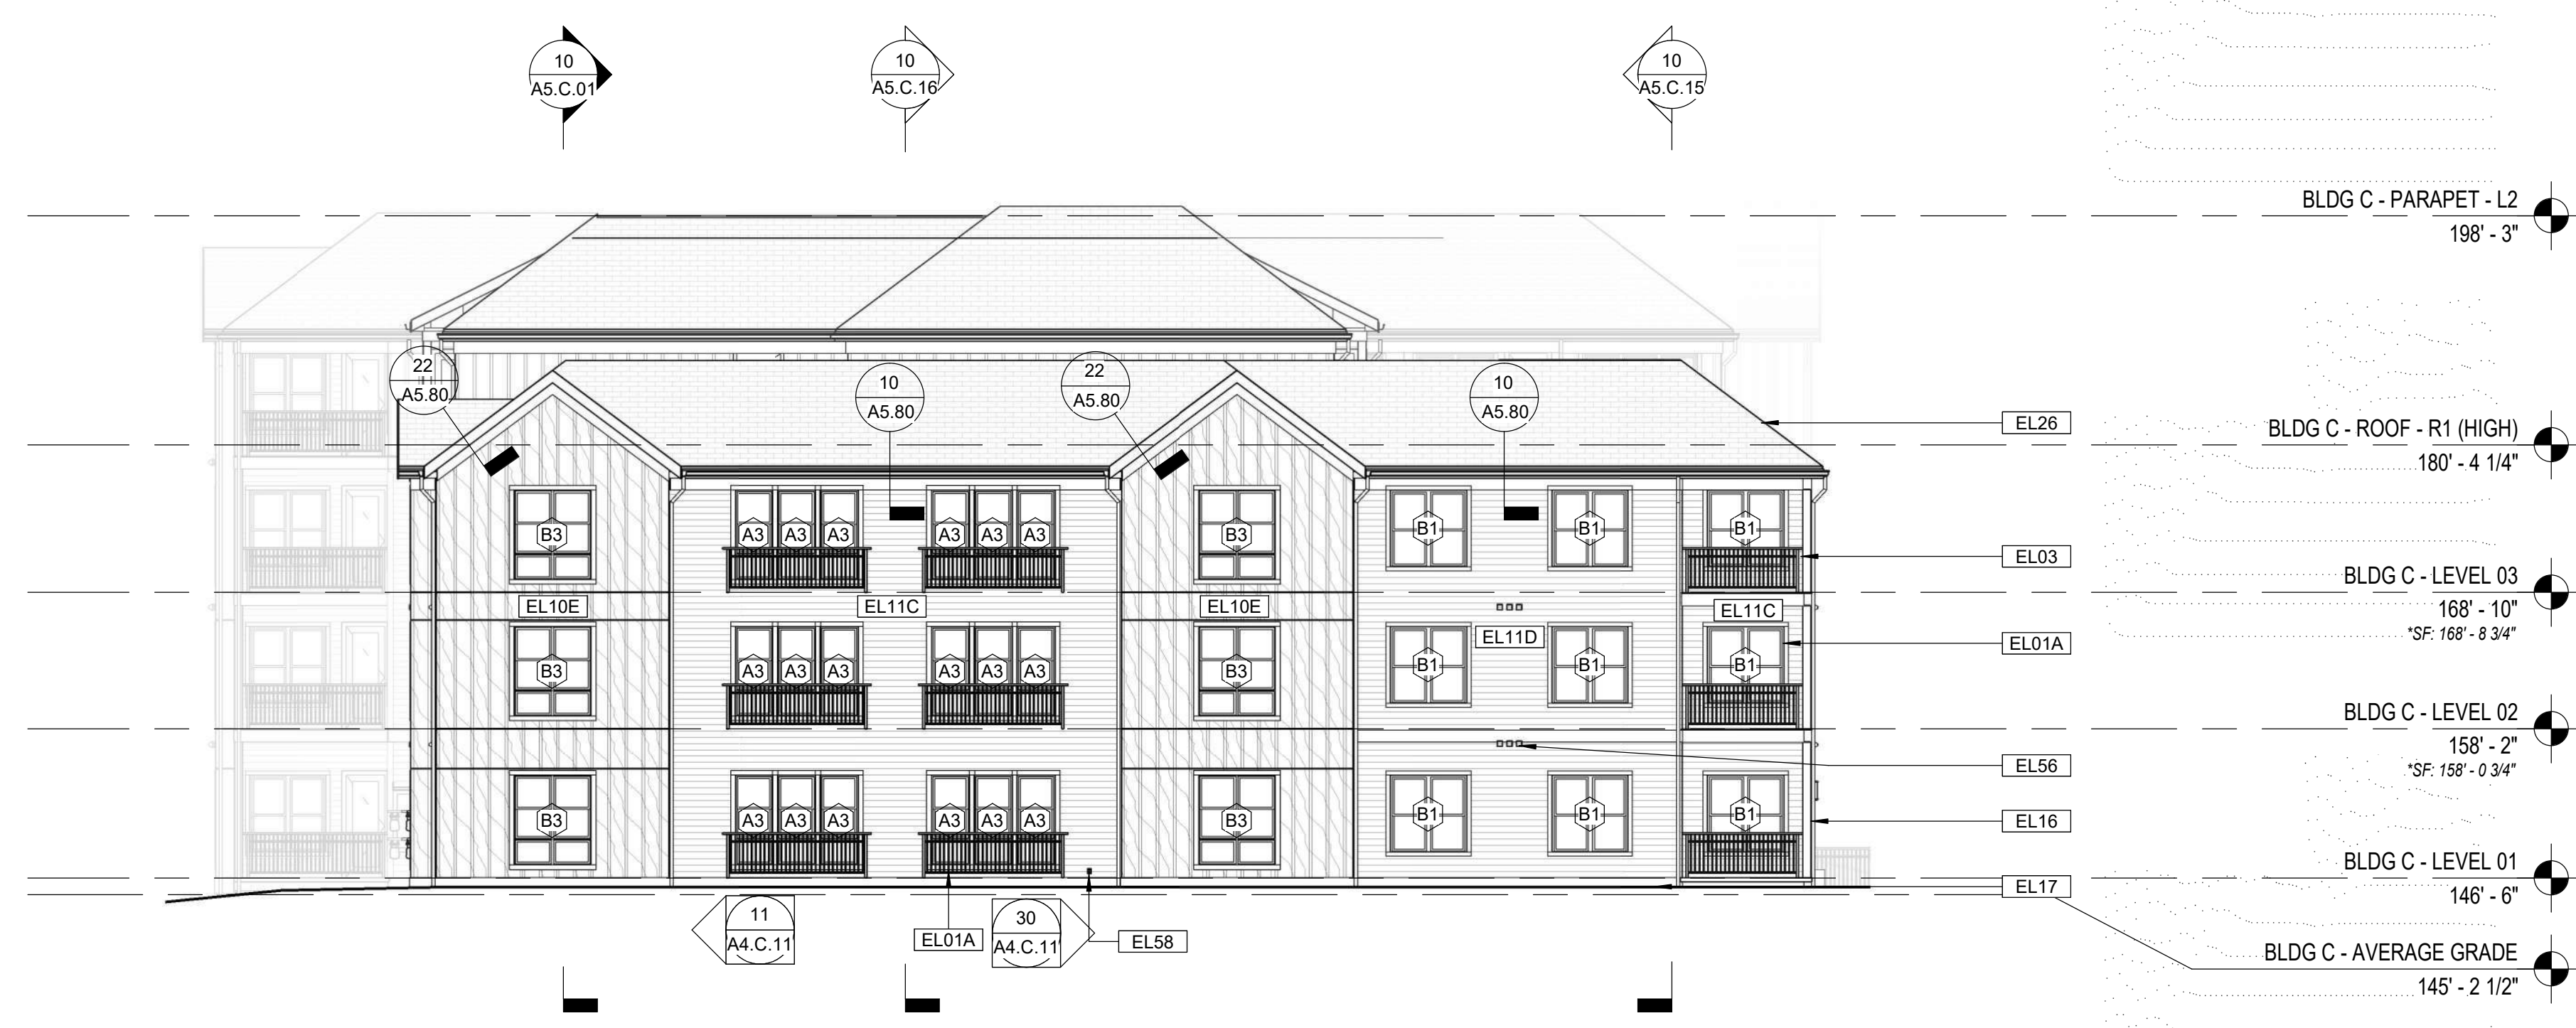 10
A5.C.01
10
A5.C.16
10
A5.C.15
BLDG C - PARAPET - L2
198' - 3"
22
A5.80
10
A5.80
22
A5.80
10
A5.80
EL26
BLDG C - ROOF - R1 (HIGH)
180' - 4 1/4"
B3
A3 A3 A3
A3 A3 A3
B3
B1
B1
B1
EL03
BLDG C - LEVEL 03
168' - 10"
*SF: 168' - 8 3/4"
EL10E
EL11C
EL10E
EL11D
EL11C
EL01A
B3
A3 A3 A3
A3 A3 A3
B3
B1
B1
B1
BLDG C - LEVEL 02
158' - 2"
*SF: 158' - 0 3/4"
EL56
B3
A3 A3 A3
A3 A3 A3
B3
B1
B1
B1
EL16
BLDG C - LEVEL 01
146' - 6"
EL17
11
A4.C.11
EL01A
30
A4.C.11
EL58
BLDG C - AVERAGE GRADE
145' - 2 1/2"